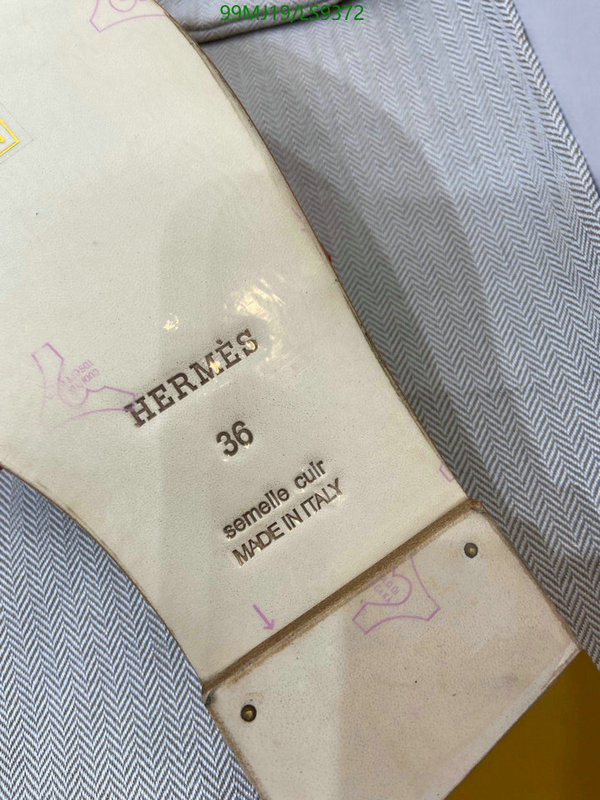 99MJ19/LS9372
HERMÈS
36
semelle cuir
MADE IN ITALY